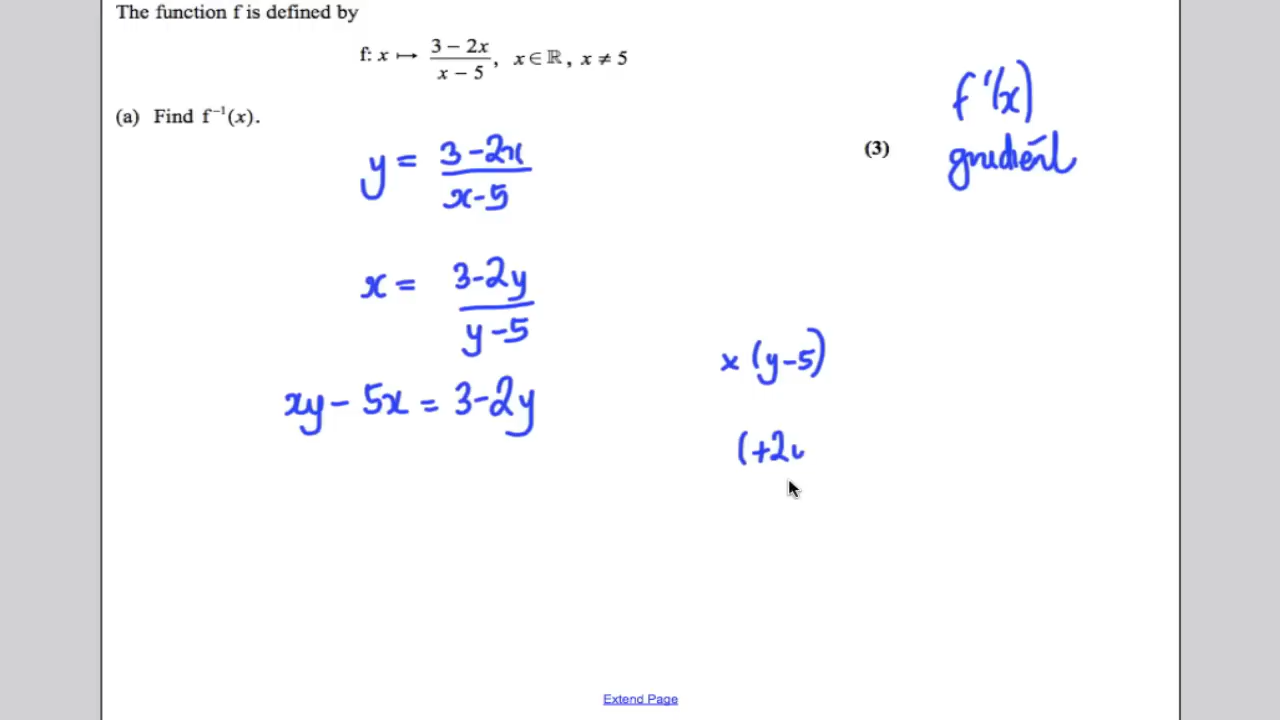 The function f is defined by
f: x ↦ (3 − 2x)/(x − 5), x ∈ ℝ, x ≠ 5
(a) Find f⁻¹(x).
(3)
f'(x)
gradient
y = (3-2x)/(x-5)
x = (3-2y)/(y-5)
x (y-5)
xy - 5x = 3-2y
(+2
Extend Page